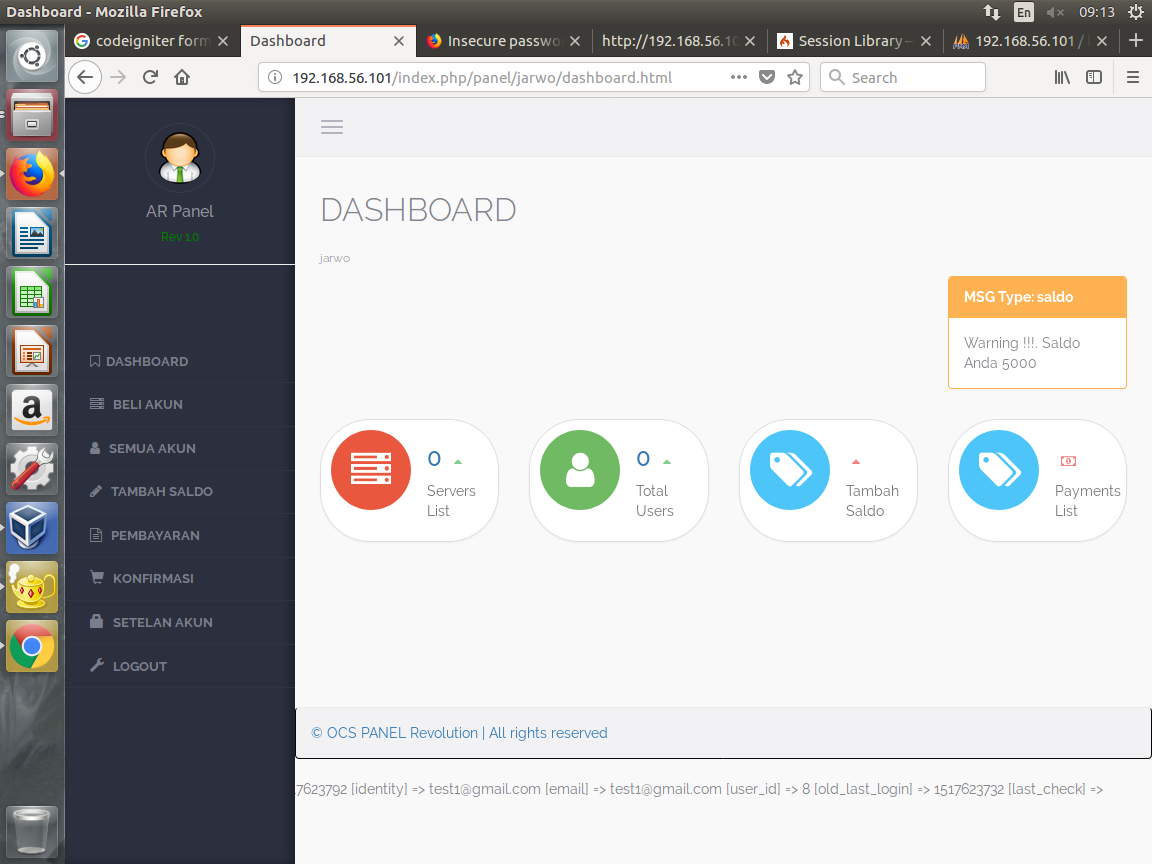 Dashboard - Mozilla Firefox
En
09:13
codeigniter form
Dashboard
Insecure passwo
http://192.168.56.10
Session Library
192.168.56.101 /
192.168.56.101/index.php/panel/jarwo/dashboard.html
Search
AR Panel
Rev 1.0
DASHBOARD
BELI AKUN
SEMUA AKUN
TAMBAH SALDO
PEMBAYARAN
KONFIRMASI
SETELAN AKUN
LOGOUT
DASHBOARD
jarwo
MSG Type: saldo
Warning !!!. Saldo
Anda 5000
0
Servers
List
0
Total
Users
Tambah
Saldo
Payments
List
© OCS PANEL Revolution | All rights reserved
7623792 [identity] => test1@gmail.com [email] => test1@gmail.com [user_id] => 8 [old_last_login] => 1517623732 [last_check] =>